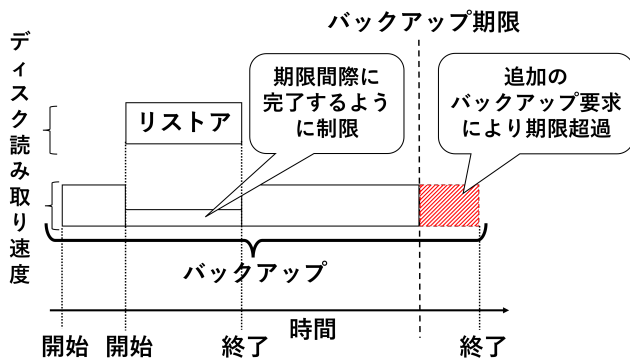 バックアップ期限
ディスク読み取り速度
期限間際に
完了するよう
に制限
追加の
バックアップ要求
により期限超過
リストア
バックアップ
時間
開始
開始
終了
終了